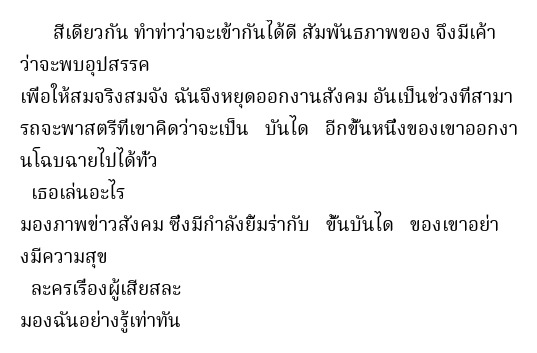 สีเดียวกัน ทำท่าว่าจะเข้ากันได้ดี สัมพันธภาพของ จึงมีเค้า
ว่าจะพบอุปสรรค
เพื่อให้สมจริงสมจัง ฉันจึงหยุดออกงานสังคม อันเป็นช่วงที่สามา
รถจะพาสตรีที่เขาคิดว่าจะเป็น บันได อีกขั้นหนึ่งของเขาออกงา
นโฉบฉายไปได้ทั่ว
เธอเล่นอะไร
มองภาพข่าวสังคม ซึ่งมีกำลังยิ้มร่ากับ ขั้นบันได ของเขาอย่า
งมีความสุข
ละครเรื่องผู้เสียสละ
มองฉันอย่างรู้เท่าทัน